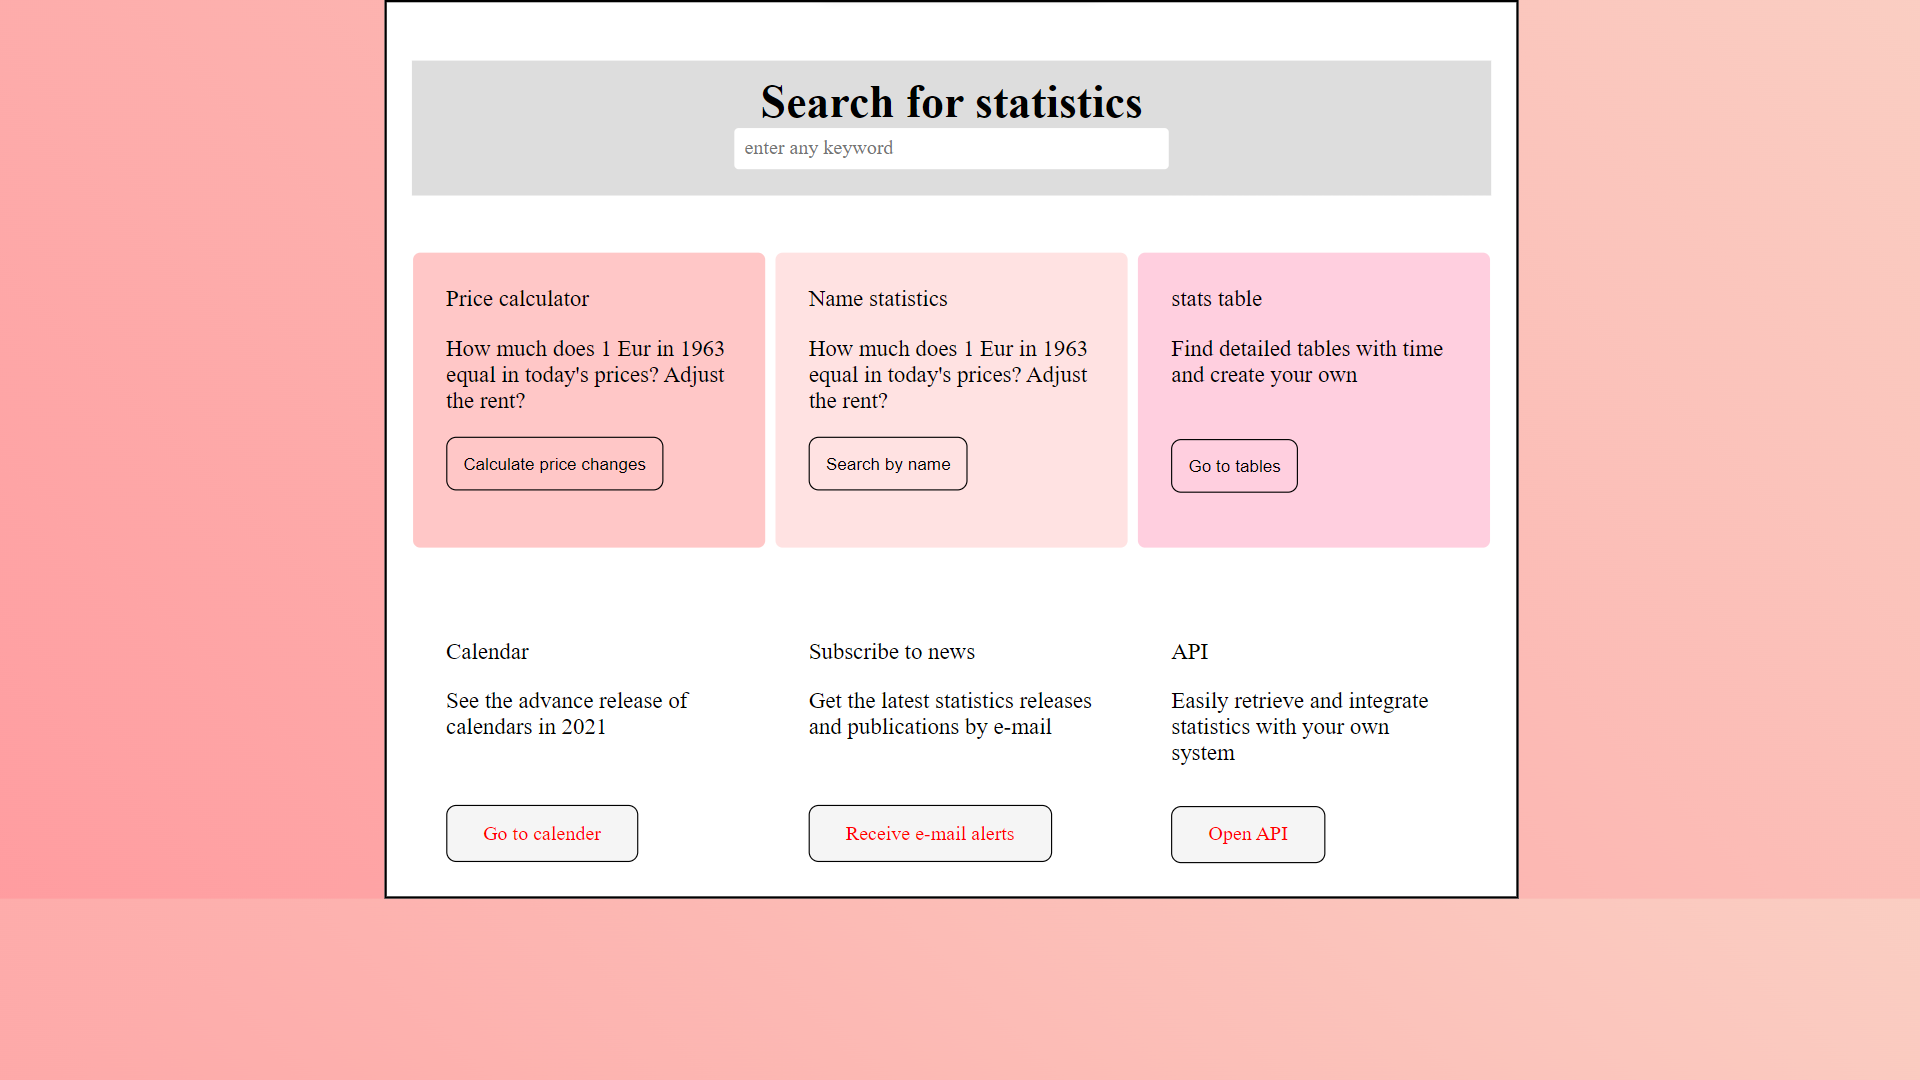 Search for statistics
enter any keyword
Price calculator
How much does 1 Eur in 1963
equal in today's prices? Adjust
the rent?
Calculate price changes
Name statistics
How much does 1 Eur in 1963
equal in today's prices? Adjust
the rent?
Search by name
stats table
Find detailed tables with time
and create your own
Go to tables
Calendar
See the advance release of
calendars in 2021
Go to calender
Subscribe to news
Get the latest statistics releases
and publications by e-mail
Receive e-mail alerts
API
Easily retrieve and integrate
statistics with your own
system
Open API